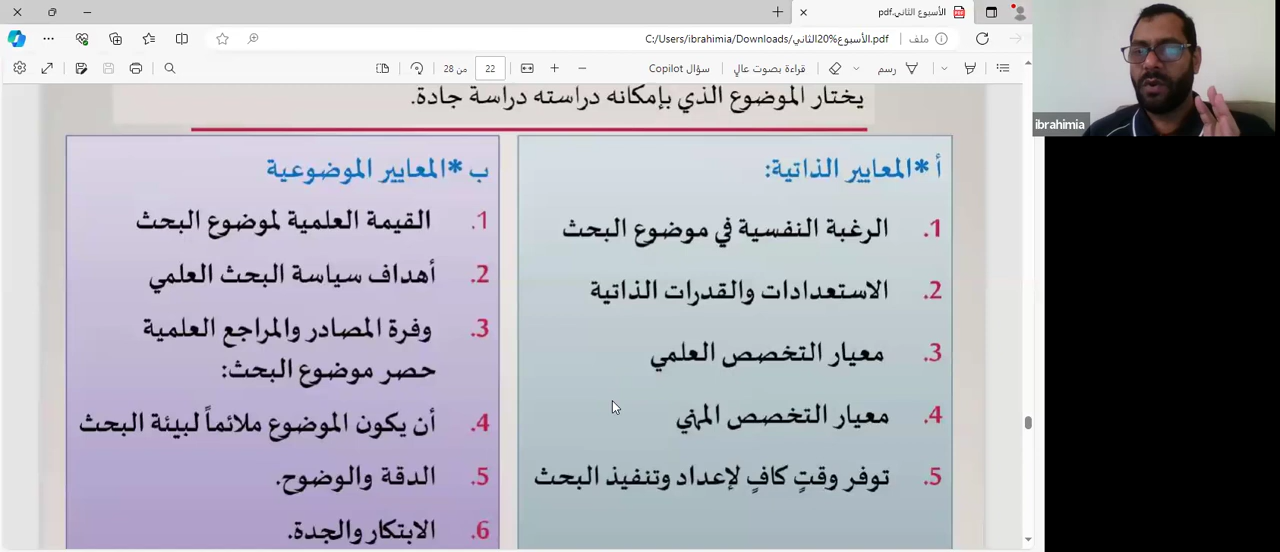 الأسبوع الثاني.pdf
ملف
C:/Users/ibrahimia/Downloads/الأسبوع%20الثاني.pdf
22 من 28
قراءة بصوت عالٍ
سؤال Copilot
رسم
ibrahimia
يختار الموضوع الذي بإمكانه دراسته دراسة جادة.
أ *المعايير الذاتية:
1. الرغبة النفسية في موضوع البحث
2. الاستعدادات والقدرات الذاتية
3. معيار التخصص العلمي
4. معيار التخصص المهني
5. توفر وقتٍ كافٍ لإعداد وتنفيذ البحث
ب *المعايير الموضوعية
1. القيمة العلمية لموضوع البحث
2. أهداف سياسة البحث العلمي
3. وفرة المصادر والمراجع العلمية
حصر موضوع البحث:
4. أن يكون الموضوع ملائماً لبيئة البحث
5. الدقة والوضوح.
6. الابتكار والجدة.